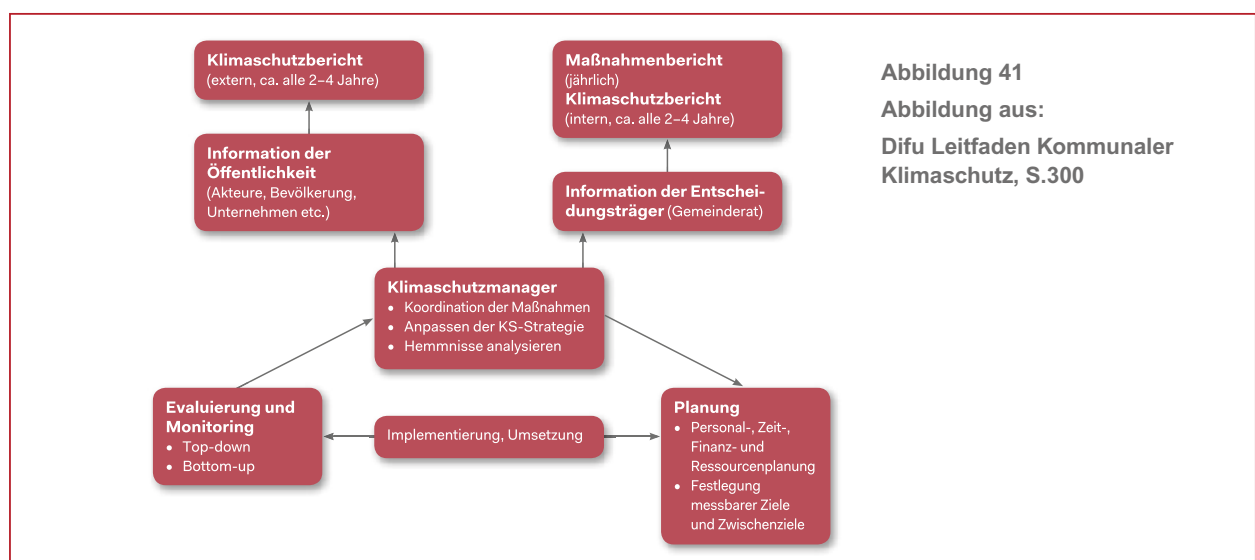 Klimaschutzbericht
(extern, ca. alle 2–4 Jahre)
Maßnahmenbericht
(jährlich)
Klimaschutzbericht
(intern, ca. alle 2–4 Jahre)
Abbildung 41
Abbildung aus:
Difu Leitfaden Kommunaler
Klimaschutz, S.300
Information der
Öffentlichkeit
(Akteure, Bevölkerung,
Unternehmen etc.)
Information der Entschei-
dungsträger (Gemeinderat)
Klimaschutzmanager
• Koordination der Maßnahmen
• Anpassen der KS-Strategie
• Hemmnisse analysieren
Evaluierung und
Monitoring
• Top-down
• Bottom-up
Implementierung, Umsetzung
Planung
• Personal-, Zeit-,
Finanz- und
Ressourcenplanung
• Festlegung
messbarer Ziele
und Zwischenziele